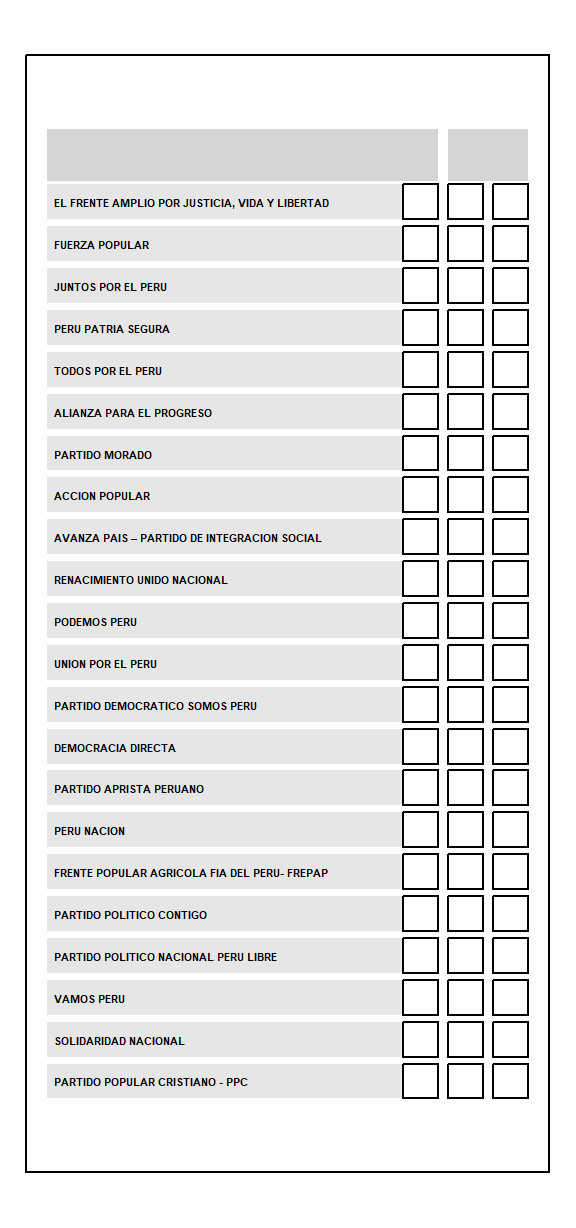 EL FRENTE AMPLIO POR JUSTICIA, VIDA Y LIBERTAD
FUERZA POPULAR
JUNTOS POR EL PERU
PERU PATRIA SEGURA
TODOS POR EL PERU
ALIANZA PARA EL PROGRESO
PARTIDO MORADO
ACCION POPULAR
AVANZA PAIS – PARTIDO DE INTEGRACION SOCIAL
RENACIMIENTO UNIDO NACIONAL
PODEMOS PERU
UNION POR EL PERU
PARTIDO DEMOCRATICO SOMOS PERU
DEMOCRACIA DIRECTA
PARTIDO APRISTA PERUANO
PERU NACION
FRENTE POPULAR AGRICOLA FIA DEL PERU- FREPAP
PARTIDO POLITICO CONTIGO
PARTIDO POLITICO NACIONAL PERU LIBRE
VAMOS PERU
SOLIDARIDAD NACIONAL
PARTIDO POPULAR CRISTIANO - PPC